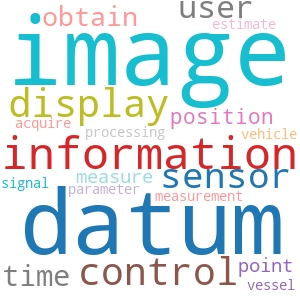 user
obtain
estimate
image
display
position
acquire
processing
vehicle
information
measure
sensor
signal
parameter
measurement
datum
control
point
time
vessel